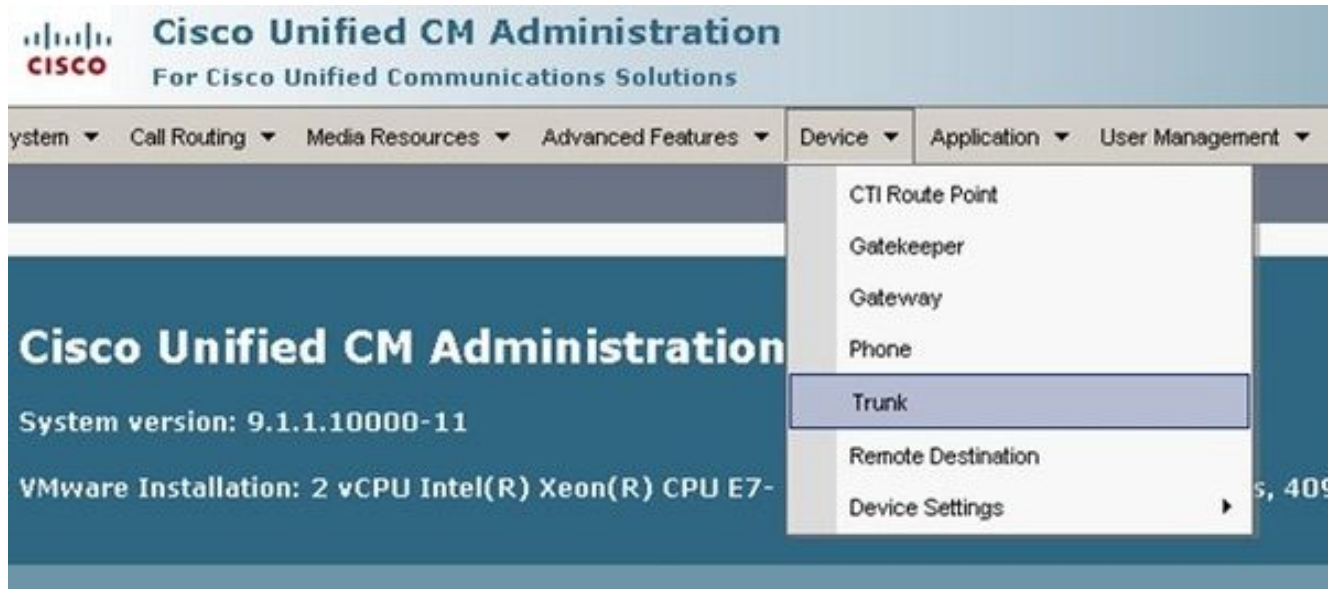 CISCO
Cisco Unified CM Administration
For Cisco Unified Communications Solutions
ystem Call Routing Media Resources Advanced Features Device Application User Management
CTI Route Point
Gatekeeper
Gateway
Phone
Trunk
Remote Destination
Device Settings
Cisco Unified CM Administration
System version: 9.1.1.10000-11
VMware Installation: 2 vCPU Intel(R) Xeon(R) CPU E7- s, 409